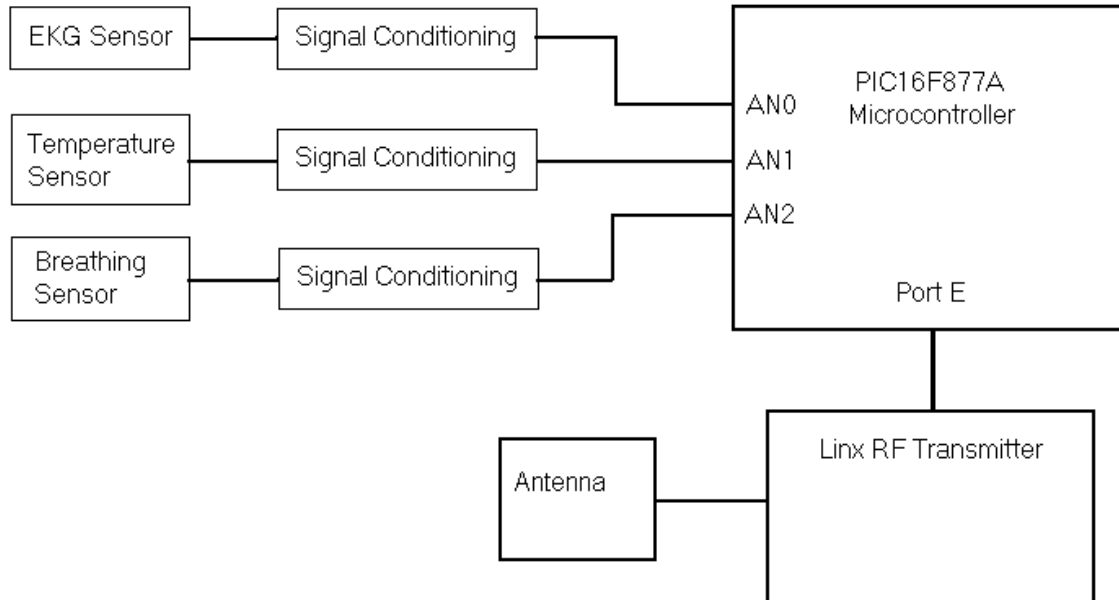 EKG Sensor
Signal Conditioning
PIC16F877A
Microcontroller
AN0
Temperature
Sensor
Signal Conditioning
AN1
AN2
Breathing
Sensor
Signal Conditioning
Port E
Linx RF Transmitter
Antenna